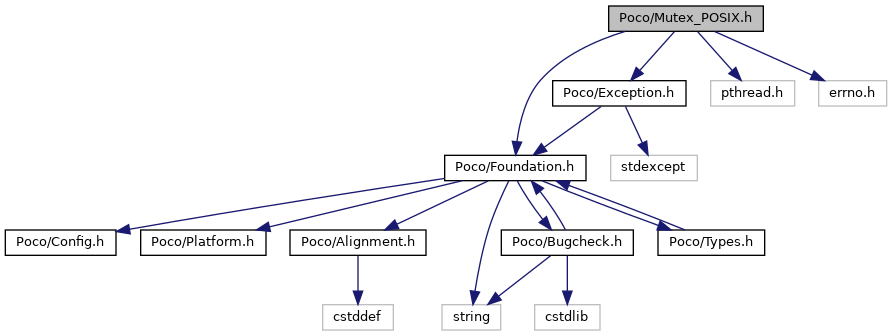 Poco/Mutex_POSIX.h
Poco/Exception.h
pthread.h
errno.h
Poco/Foundation.h
stdexcept
Poco/Config.h
Poco/Platform.h
Poco/Alignment.h
Poco/Bugcheck.h
Poco/Types.h
cstddef
string
cstdlib